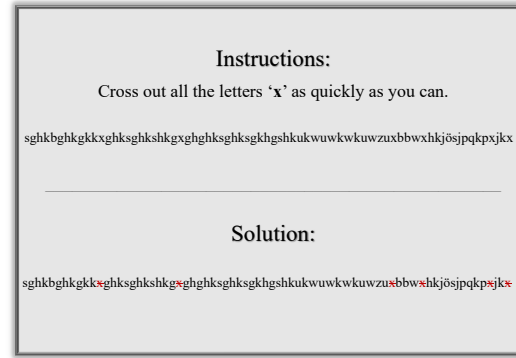 Instructions:
Cross out all the letters ‘x’ as quickly as you can.
sghkbghkgkkxghksghkshkgxghghksghksgkhgshkukwuwkwkuwzuxbbwxhkjösjpqkpxjkx
Solution:
sghkbghkgkkxghksghkshkgxghghksghksgkhgshkukwuwkwkuwzuxbbwxhkjösjpqkpxjkx